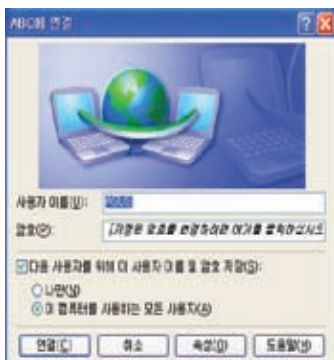 ABC에 연결
사용자 이름(U):
암호(P): [저장된 암호를 변경하려면 여기를 클릭하십시오
다음 사용자를 위해 이 사용자 이름 및 암호 저장(S):
나만(N)
이 컴퓨터를 사용하는 모든 사용자(A)
연결(C) 취소 속성(O) 도움말(H)